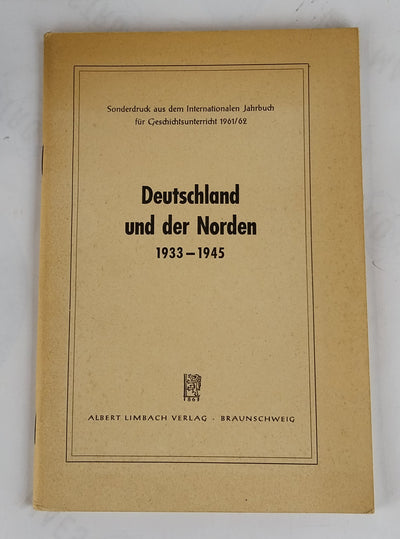 Sonderdruck aus dem Internationalen Jahrbuch
für Geschichtsunterricht 1961/62
Deutschland
und der Norden
1933 – 1945
1867
ALBERT LIMBACH VERLAG · BRAUNSCHWEIG